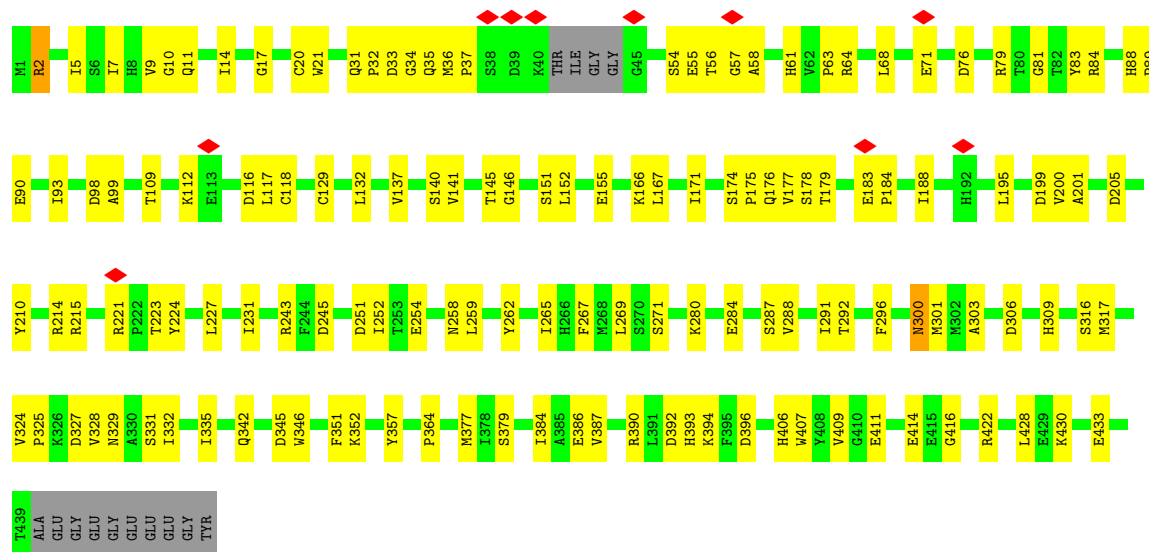 M1 R2 I5 S6 I7 H8 V9 G10 Q11 I14 G17 C20 W21 Q31 P32 D33 G34 Q35 M36 P37 S38 D39 K40 THR ILE GLY GLY G45 S54 E55 T56 G57 A58 H61 V62 P63 R64 L68 E71 D76 R79 T80 G81 T82 Y83 R84 H88
E90 I93 D98 A99 T109 K112 E113 D116 L117 C118 C129 L132 V137 S140 V141 T145 G146 S151 L152 E155 K166 L167 I171 S174 P175 Q176 V177 S178 T179 E183 P184 I188 H192 L195 D199 V200 A201 D205
Y210 R214 R215 R221 P222 T223 Y224 L227 I231 R243 F244 D245 D251 I252 T253 E254 N258 L259 Y262 I265 H266 F267 M268 L269 S270 S271 K280 E284 S287 V288 I291 T292 F296 N300 M301 M302 A303 D306 H309 S316 M317
V324 P325 K326 D327 V328 N329 A330 S331 I332 I335 Q342 D345 W346 F351 K352 Y357 P364 M377 I378 S379 I384 A385 E386 V387 R390 L391 D392 H393 K394 F395 D396 H406 W407 Y408 V409 G410 E411 E414 E415 G416 R422 L428 E429 K430 E433
T439 ALA GLU GLY GLU GLY GLU GLU GLU GLY TYR